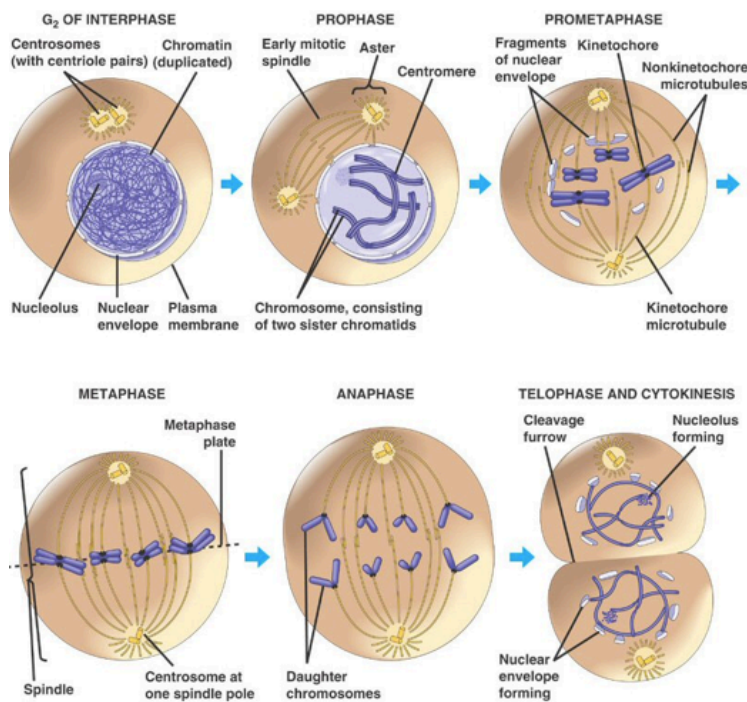 G₂ OF INTERPHASE
Centrosomes
(with centriole pairs)
Chromatin
(duplicated)
Nucleolus
Nuclear
envelope
Plasma
membrane
PROPHASE
Early mitotic
spindle
Aster
Centromere
Chromosome, consisting
of two sister chromatids
PROMETAPHASE
Fragments
of nuclear
envelope
Kinetochore
Nonkinetochore
microtubules
Kinetochore
microtubule
METAPHASE
Metaphase
plate
Spindle
Centrosome at
one spindle pole
ANAPHASE
Daughter
chromosomes
TELOPHASE AND CYTOKINESIS
Cleavage
furrow
Nucleolus
forming
Nuclear
envelope
forming